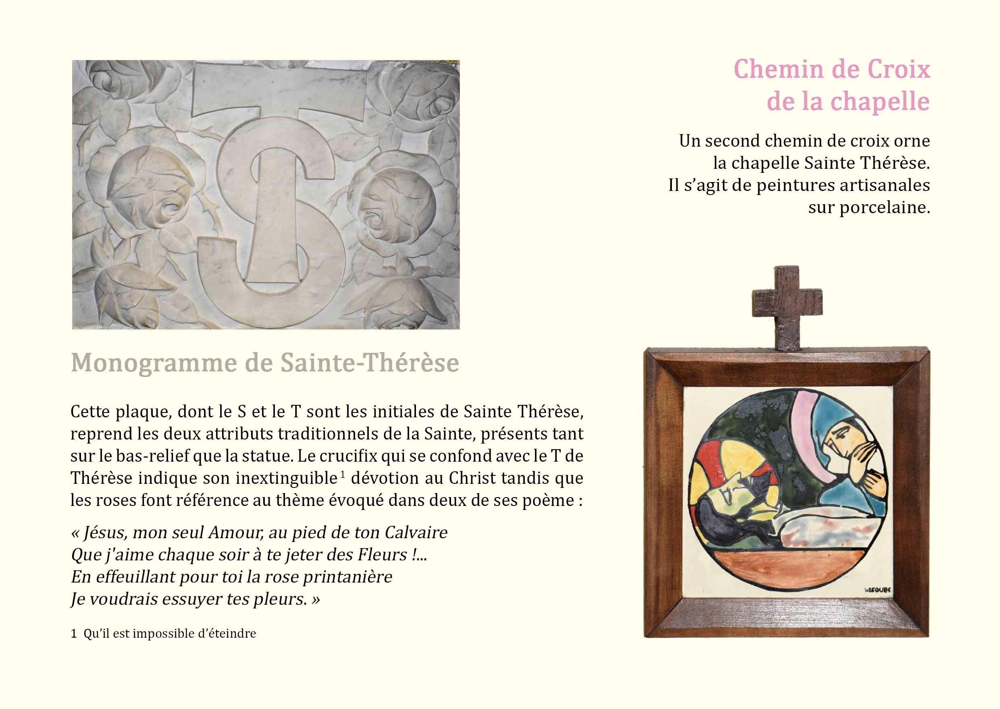 Monogramme de Sainte-Thérèse
Cette plaque, dont le S et le T sont les initiales de Sainte Thérèse,
reprend les deux attributs traditionnels de la Sainte, présents tant
sur le bas-relief que la statue. Le crucifix qui se confond avec le T de
Thérèse indique son inextinguible¹ dévotion au Christ tandis que
les roses font référence au thème évoqué dans deux de ses poème :
« Jésus, mon seul Amour, au pied de ton Calvaire
Que j'aime chaque soir à te jeter des Fleurs !...
En effeuillant pour toi la rose printanière
Je voudrais essuyer tes pleurs. »
1 Qu’il est impossible d’éteindre
Chemin de Croix
de la chapelle
Un second chemin de croix orne
la chapelle Sainte Thérèse.
Il s’agit de peintures artisanales
sur porcelaine.
WISQUES